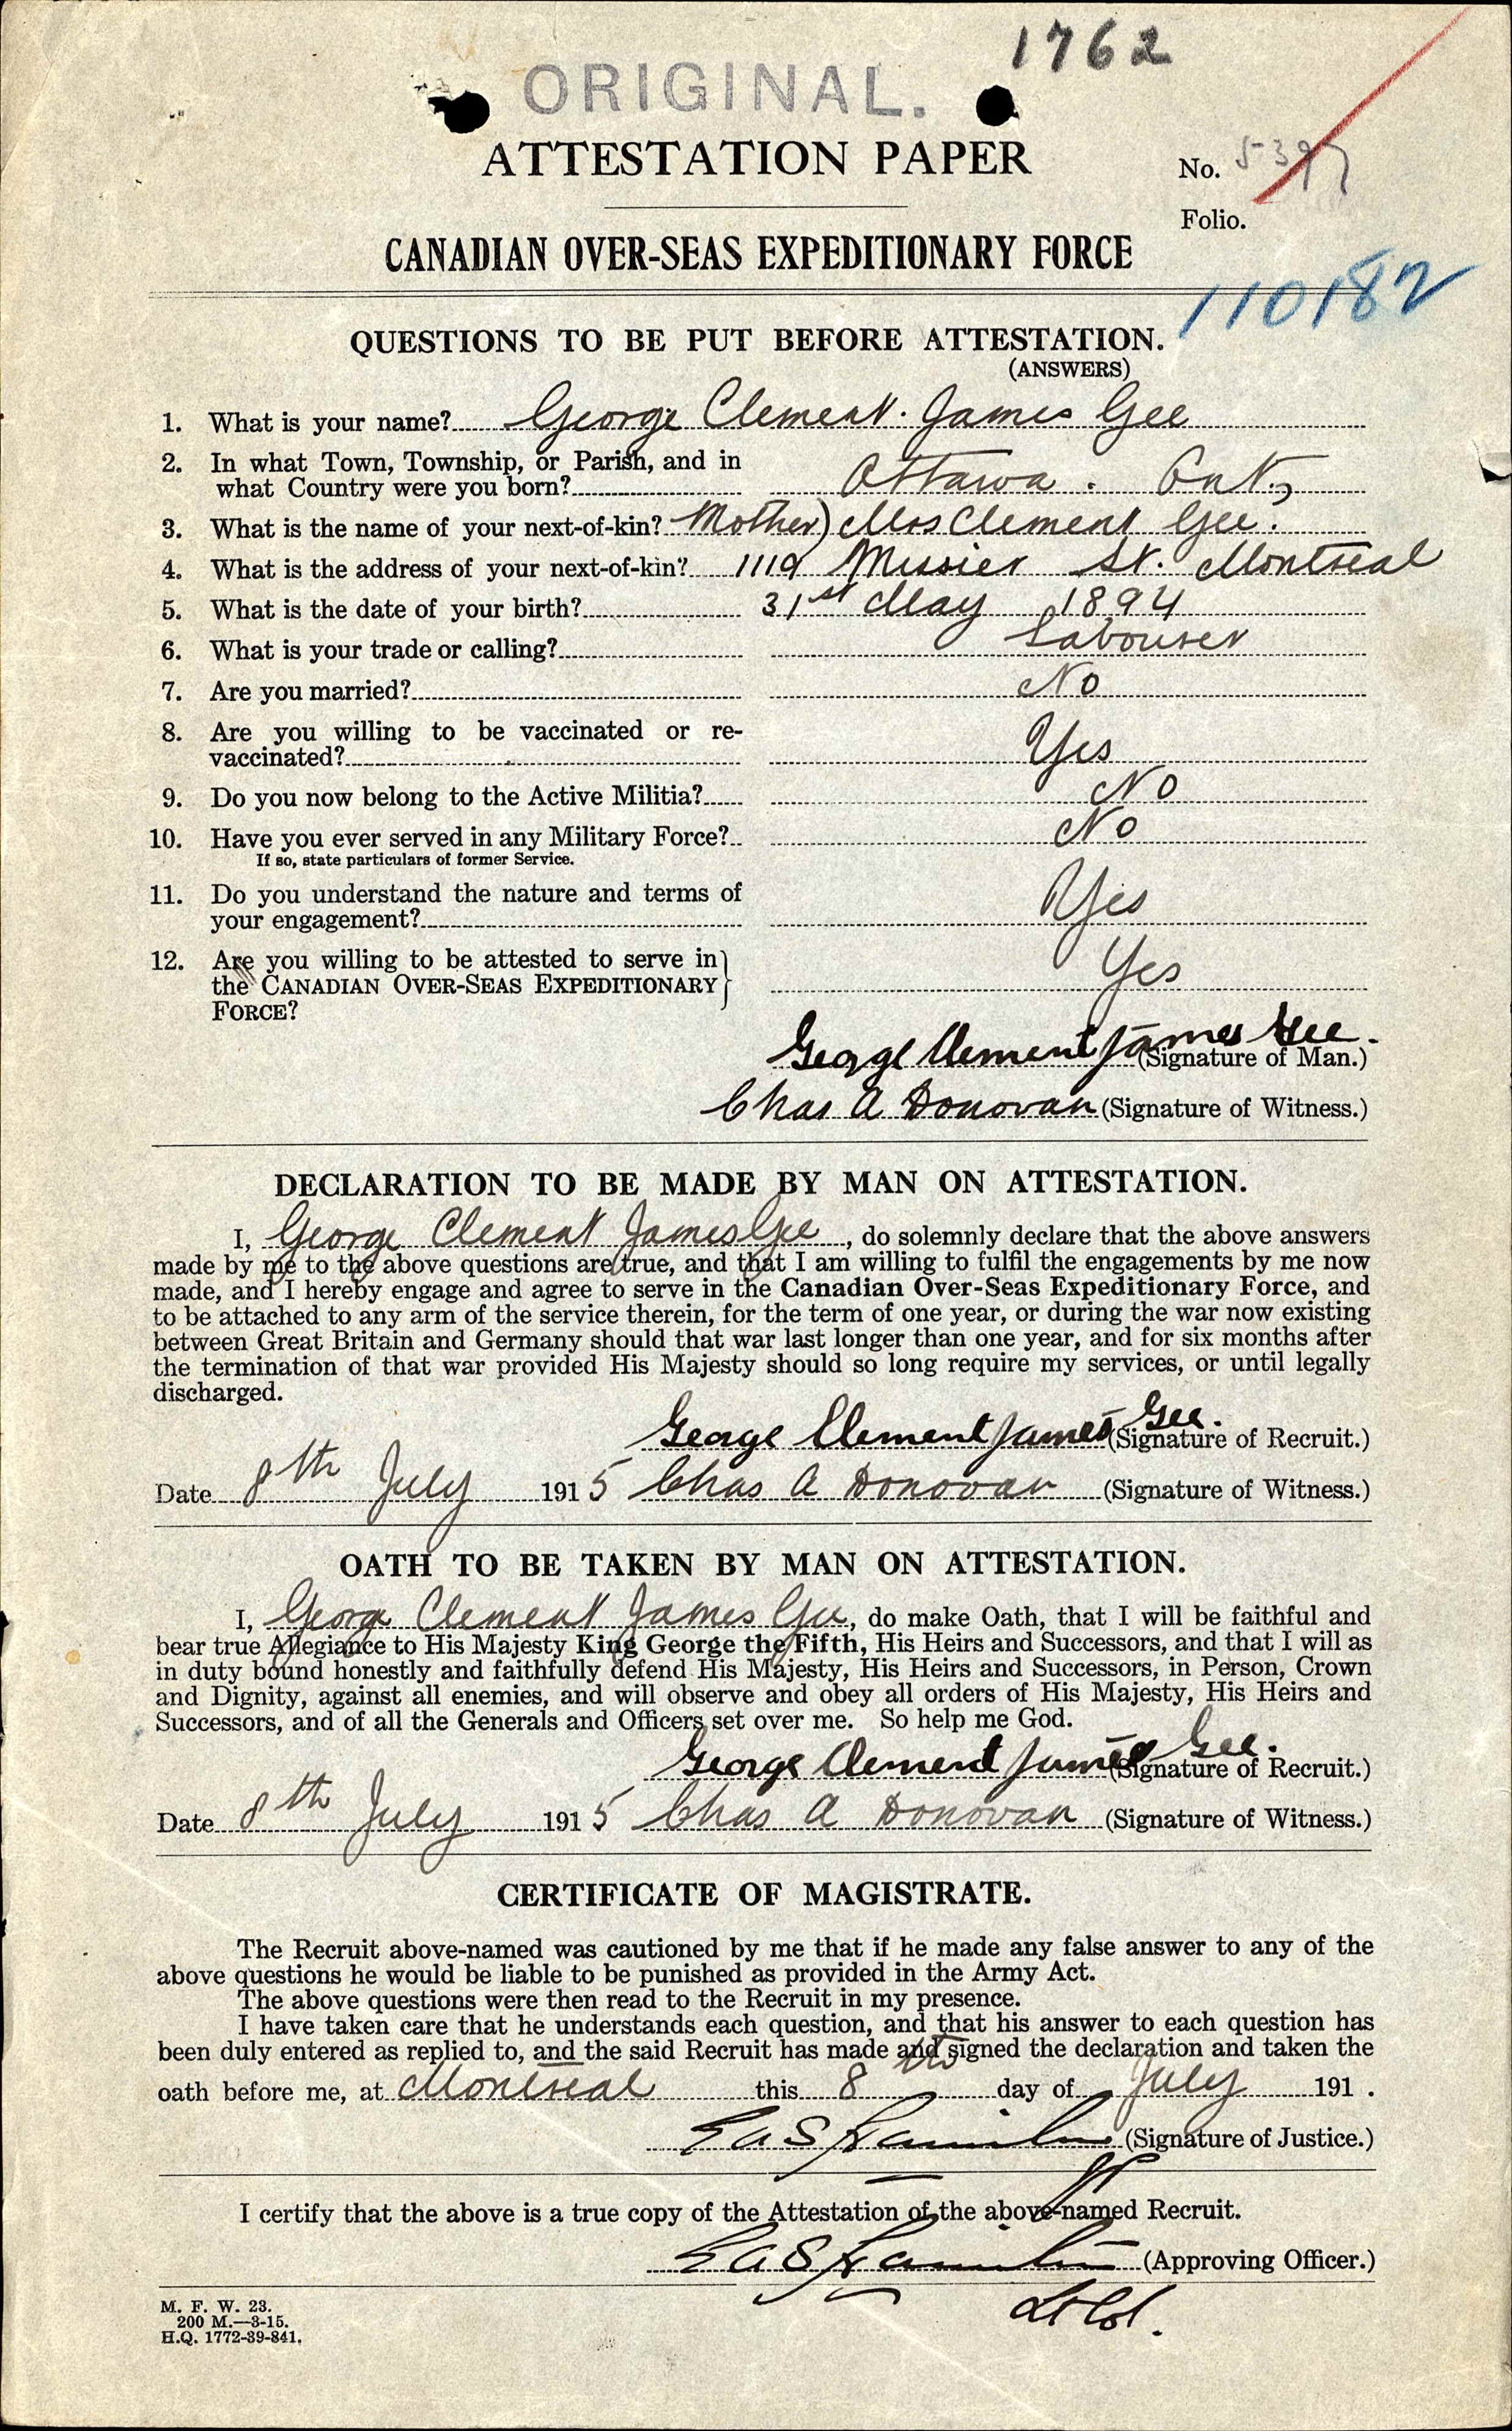 1762
ORIGINAL.
ATTESTATION PAPER
No. 5397
Folio.
CANADIAN OVER-SEAS EXPEDITIONARY FORCE
110182
QUESTIONS TO BE PUT BEFORE ATTESTATION.
(ANSWERS)
1. What is your name? George Clement James Gee
2. In what Town, Township, or Parish, and in
what Country were you born? Ottawa. Ont.,
3. What is the name of your next-of-kin? Mother) Mrs Clement Gee.
4. What is the address of your next-of-kin? 1119 Messier St. Montreal
5. What is the date of your birth? 31st May 1894
6. What is your trade or calling? Labourer
7. Are you married? No
8. Are you willing to be vaccinated or re-
vaccinated? Yes
9. Do you now belong to the Active Militia? No
10. Have you ever served in any Military Force? No
If so, state particulars of former Service.
11. Do you understand the nature and terms of
your engagement? Yes
12. Are you willing to be attested to serve in
the CANADIAN OVER-SEAS EXPEDITIONARY Yes
FORCE?
George Clement James Gee. (Signature of Man.)
Chas A Donovan (Signature of Witness.)
DECLARATION TO BE MADE BY MAN ON ATTESTATION.
I, George Clement James Gee, do solemnly declare that the above answers
made by me to the above questions are true, and that I am willing to fulfil the engagements by me now
made, and I hereby engage and agree to serve in the Canadian Over-Seas Expeditionary Force, and
to be attached to any arm of the service therein, for the term of one year, or during the war now existing
between Great Britain and Germany should that war last longer than one year, and for six months after
the termination of that war provided His Majesty should so long require my services, or until legally
discharged.
George Clement James Gee. (Signature of Recruit.)
Date 8th July 1915 Chas A Donovan (Signature of Witness.)
OATH TO BE TAKEN BY MAN ON ATTESTATION.
I, George Clement James Gee, do make Oath, that I will be faithful and
bear true Allegiance to His Majesty King George the Fifth, His Heirs and Successors, and that I will as
in duty bound honestly and faithfully defend His Majesty, His Heirs and Successors, in Person, Crown
and Dignity, against all enemies, and will observe and obey all orders of His Majesty, His Heirs and
Successors, and of all the Generals and Officers set over me. So help me God.
George Clement James Gee. (Signature of Recruit.)
Date 8th July 1915 Chas A Donovan (Signature of Witness.)
CERTIFICATE OF MAGISTRATE.
The Recruit above-named was cautioned by me that if he made any false answer to any of the
above questions he would be liable to be punished as provided in the Army Act.
The above questions were then read to the Recruit in my presence.
I have taken care that he understands each question, and that his answer to each question has
been duly entered as replied to, and the said Recruit has made and signed the declaration and taken the
oath before me, at Montreal this 8th day of July 191 .
(Signature of Justice.)
I certify that the above is a true copy of the Attestation of the above-named Recruit.
(Approving Officer.)
Lt Col.
M. F. W. 23.
200 M.—3-15.
H.Q. 1772-39-841.